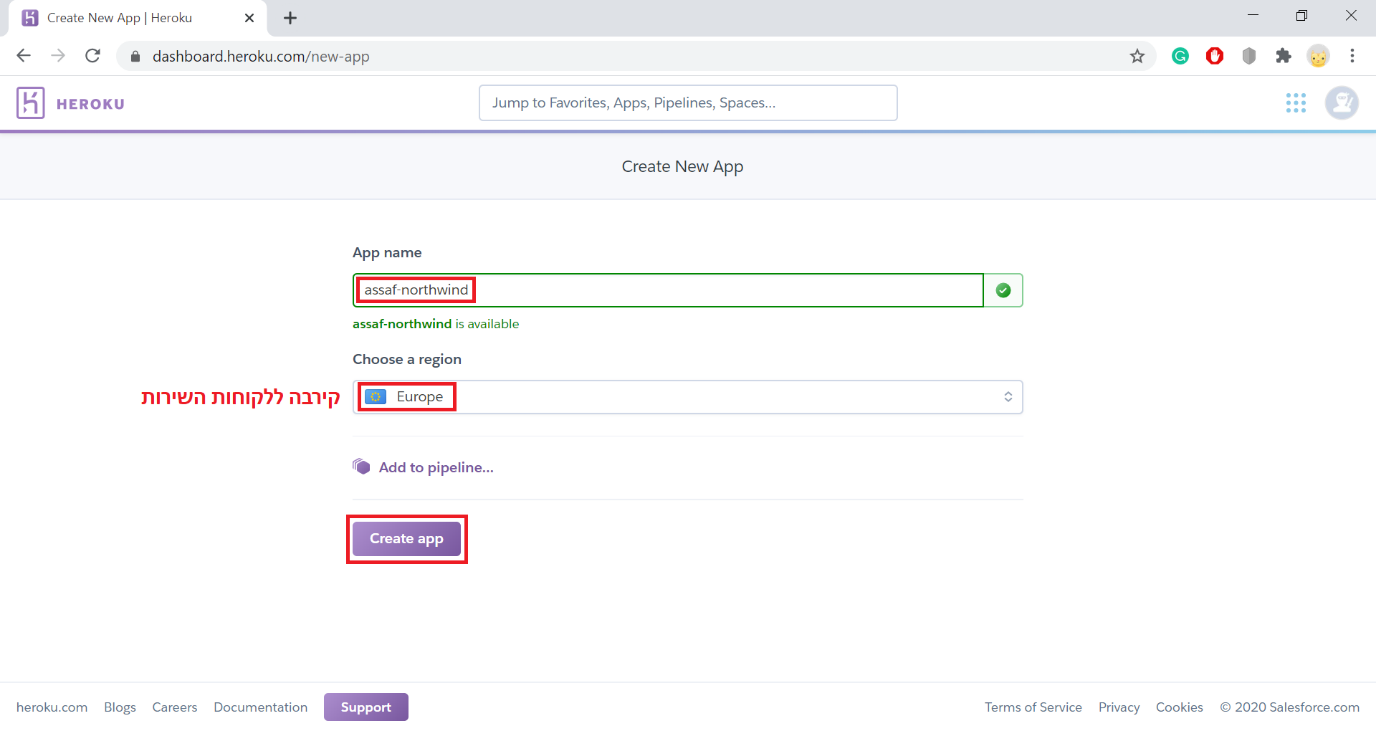 Create New App | Heroku
dashboard.heroku.com/new-app
HEROKU
Jump to Favorites, Apps, Pipelines, Spaces...
Create New App
App name
assaf-northwind
assaf-northwind is available
Choose a region
קירבה ללקוחות השירות
Europe
Add to pipeline...
Create app
heroku.com Blogs Careers Documentation Support Terms of Service Privacy Cookies © 2020 Salesforce.com